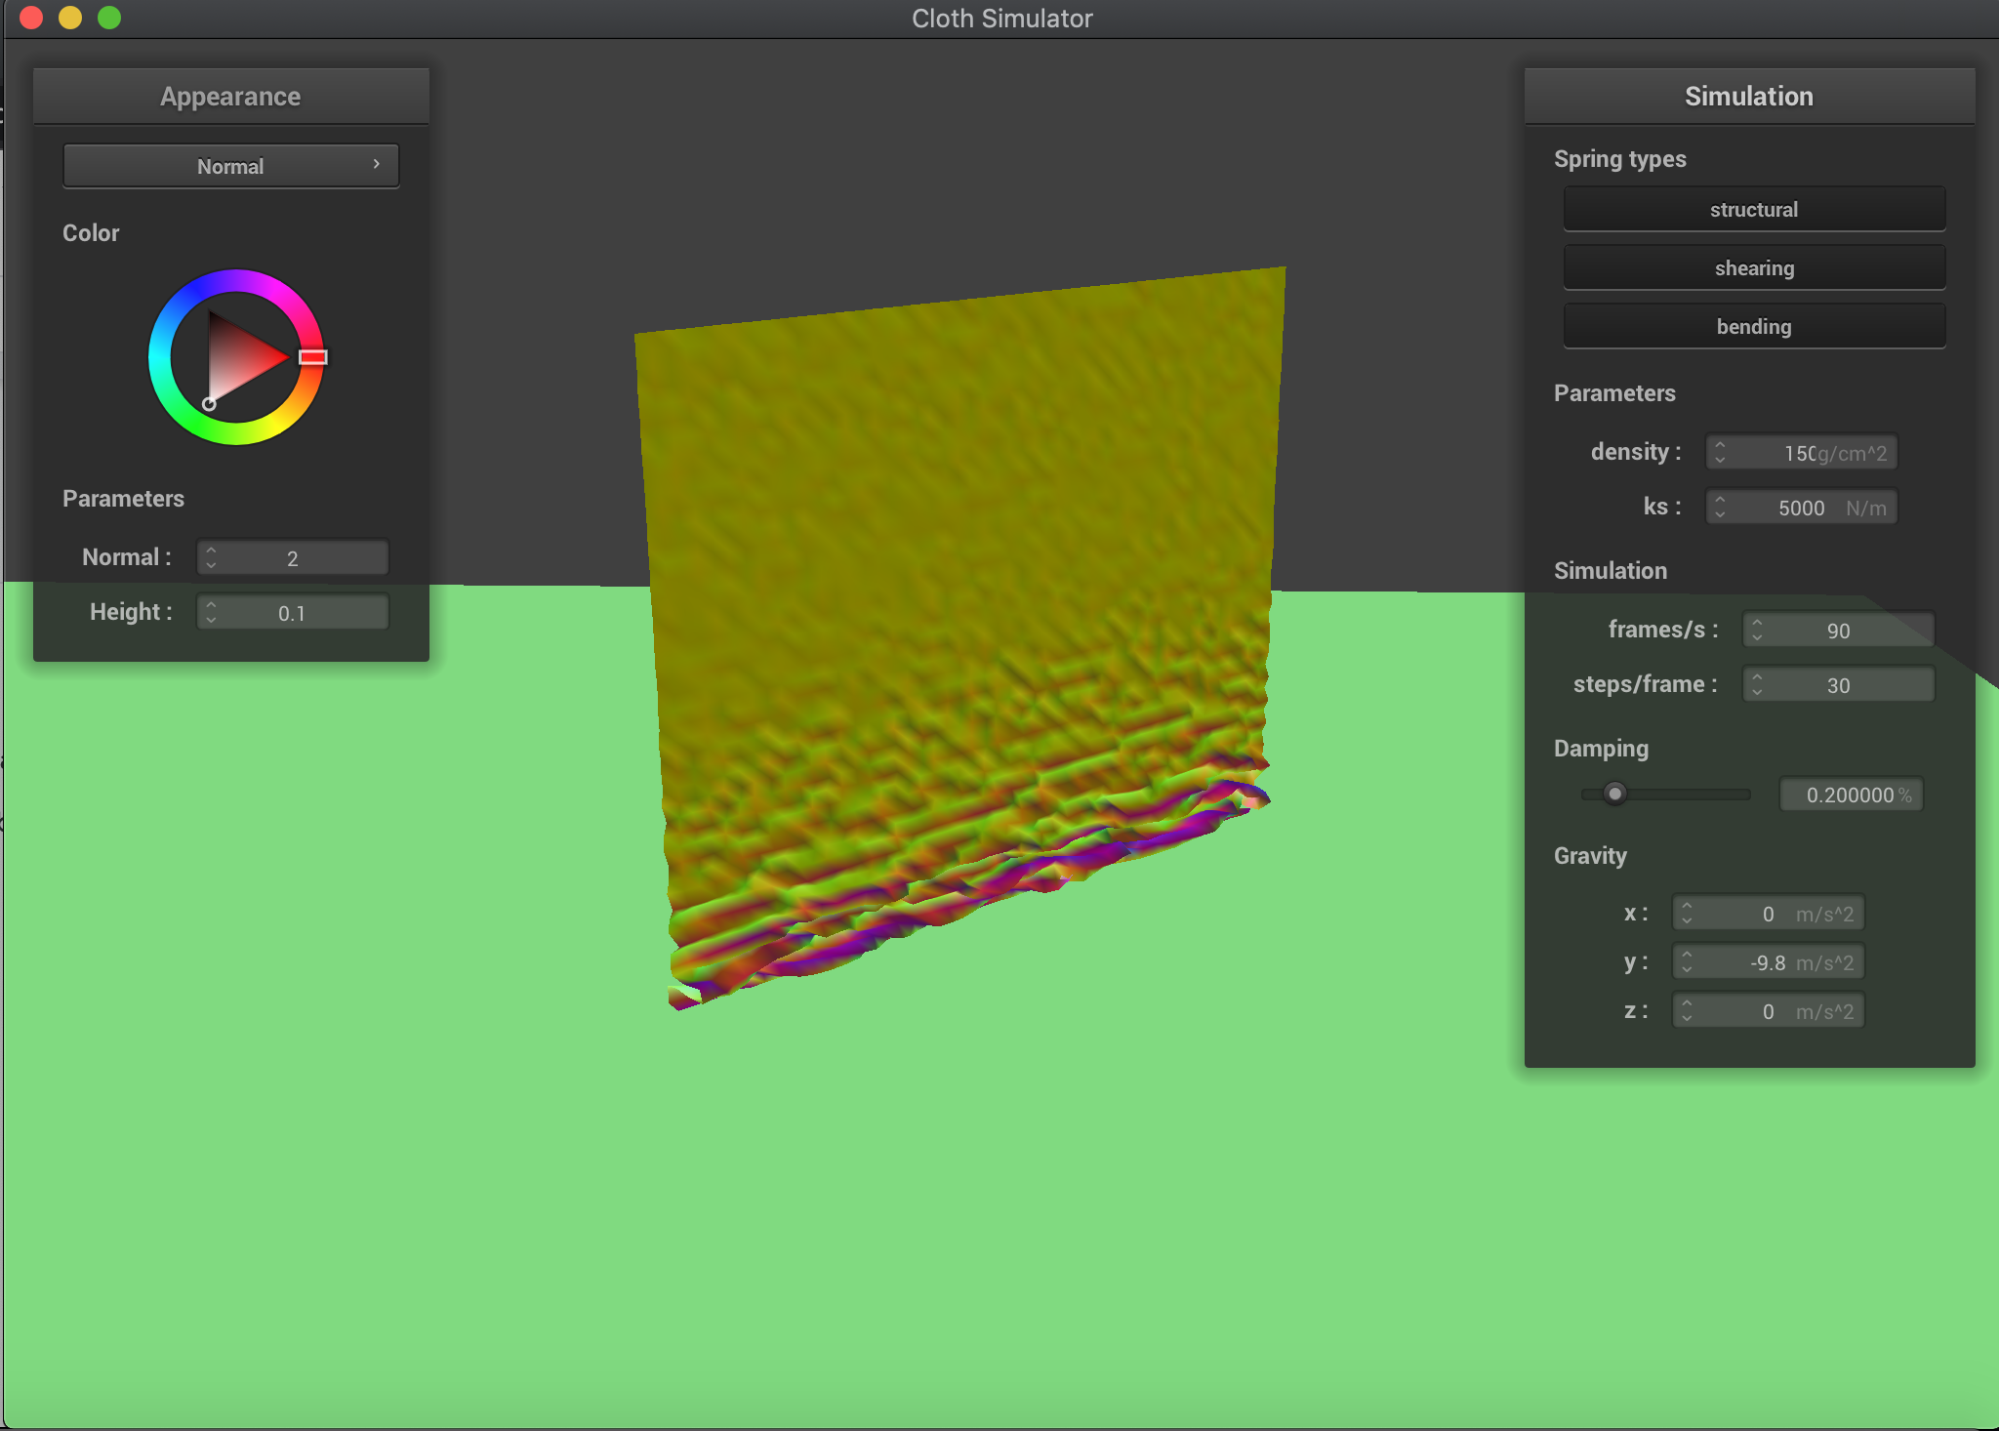 Cloth Simulator
Appearance
Normal
Color
Parameters
Normal : 2
Height : 0.1
Simulation
Spring types
structural
shearing
bending
Parameters
density : 150 g/cm^2
ks : 5000 N/m
Simulation
frames/s : 90
steps/frame : 30
Damping
0.200000 %
Gravity
x : 0 m/s^2
y : -9.8 m/s^2
z : 0 m/s^2